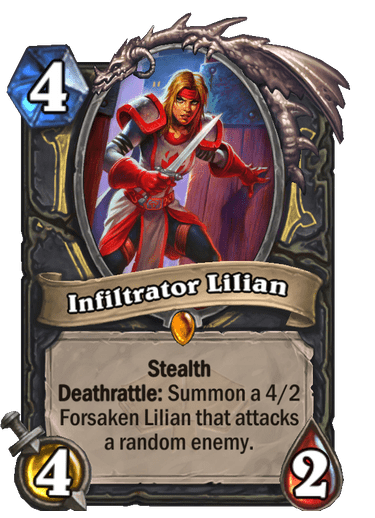 4
Infiltrator Lilian
Stealth
Deathrattle: Summon a 4/2
Forsaken Lilian that attacks
a random enemy.
4
2